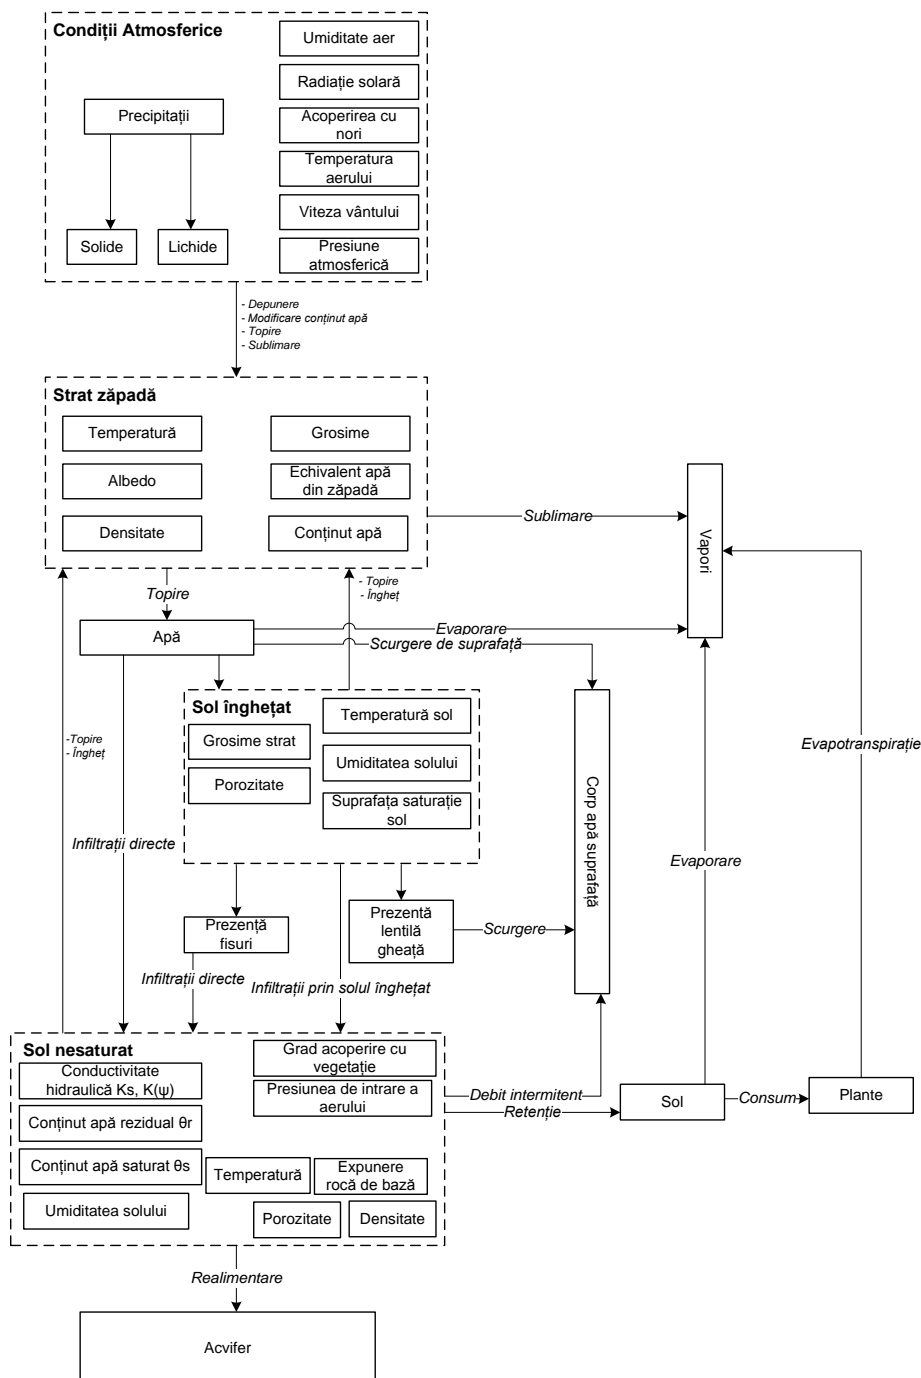 Condiții Atmosferice
Umiditate aer
Radiație solară
Precipitații
Acoperirea cu
nori
Temperatura
aerului
Viteza vântului
Solide
Lichide
Presiune
atmosferică
- Depunere
- Modificare conținut apă
- Topire
- Sublimare
Strat zăpadă
Temperatură
Grosime
Albedo
Echivalent apă
din zăpadă
Densitate
Conținut apă
Sublimare
Vapori
Topire
- Topire
- Îngheț
Apă
Evaporare
Scurgere de suprafață
Sol înghețat
Temperatură sol
Grosime strat
Umiditatea solului
Porozitate
Suprafața saturație
sol
-Topire
- Îngheț
Evapotranspirație
Corp apă suprafață
Infiltrații directe
Evaporare
Prezență
fisuri
Prezentă
lentilă
gheață
Scurgere
Infiltrații directe
Infiltrații prin solul înghețat
Sol nesaturat
Grad acoperire cu
vegetație
Conductivitate
hidraulică Ks, K(ψ)
Presiunea de intrare a
aerului
Debit intermitent
Retenție
Sol
Consum
Plante
Conținut apă rezidual θr
Conținut apă saturat θs
Temperatură
Expunere
rocă de bază
Umiditatea solului
Porozitate
Densitate
Realimentare
Acvifer